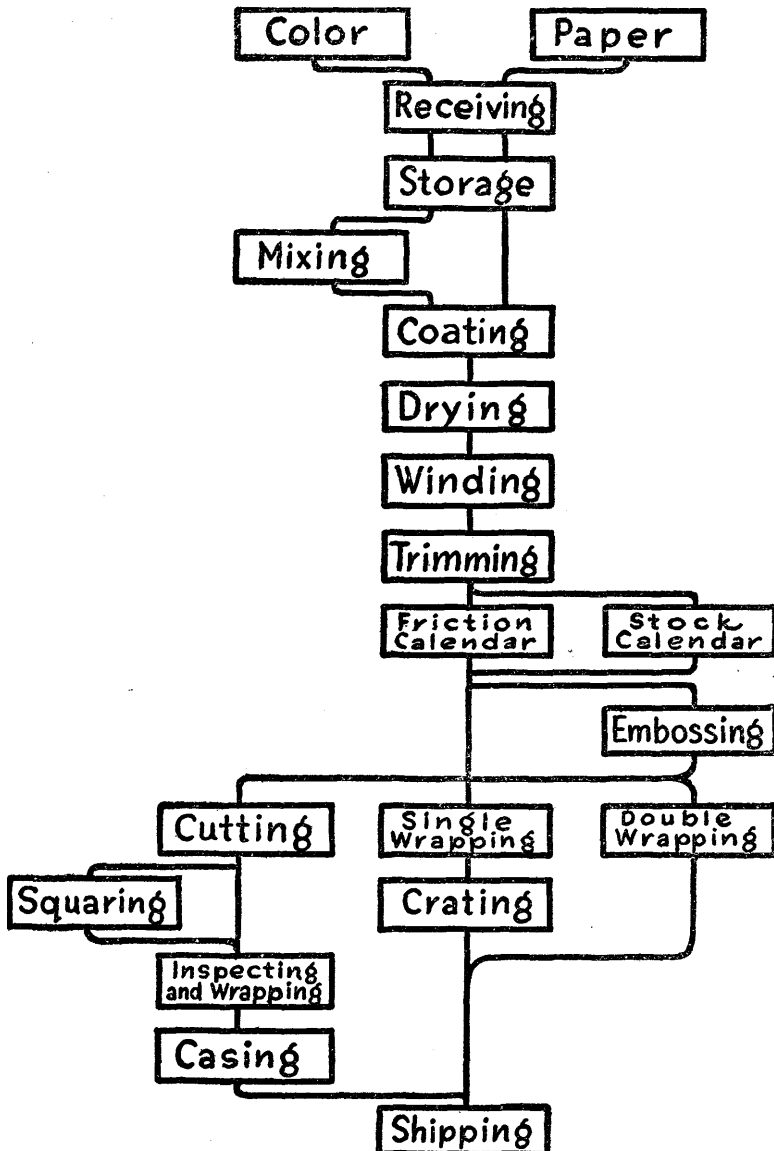 Color
Paper
Receiving
Storage
Mixing
Coating
Drying
Winding
Trimming
Friction
Calendar
Stock
Calendar
Embossing
Cutting
Single
Wrapping
Double
Wrapping
Squaring
Crating
Inspecting
and Wrapping
Casing
Shipping